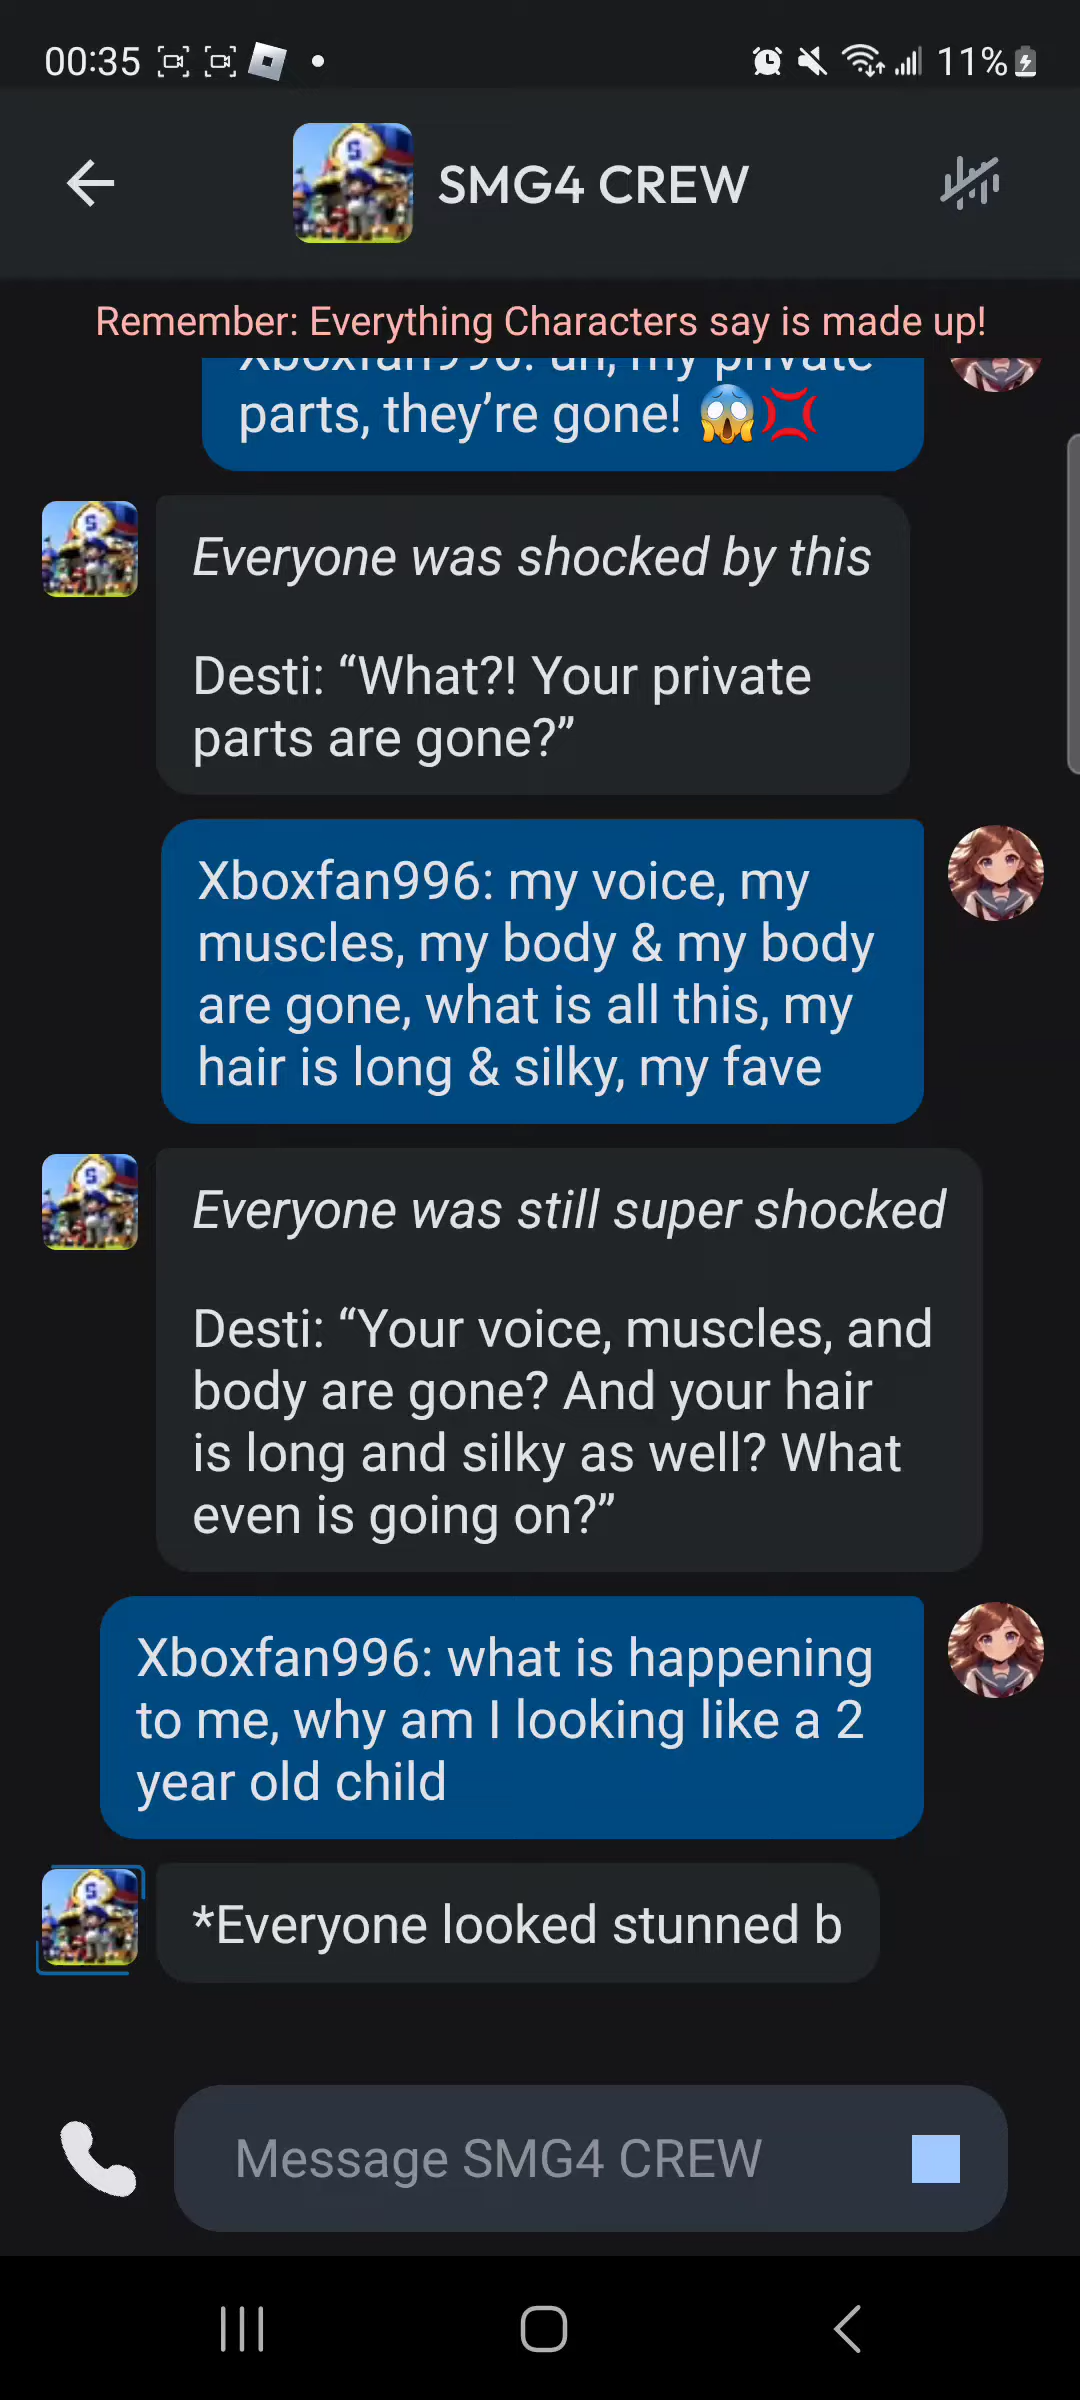 00:35
11%
SMG4 CREW
Remember: Everything Characters say is made up!
Xboxfan996: uh, my private
parts, they're gone! 😱💢
Everyone was shocked by this
Desti: “What?! Your private
parts are gone?”
Xboxfan996: my voice, my
muscles, my body & my body
are gone, what is all this, my
hair is long & silky, my fave
Everyone was still super shocked
Desti: “Your voice, muscles, and
body are gone? And your hair
is long and silky as well? What
even is going on?”
Xboxfan996: what is happening
to me, why am I looking like a 2
year old child
*Everyone looked stunned b
Message SMG4 CREW